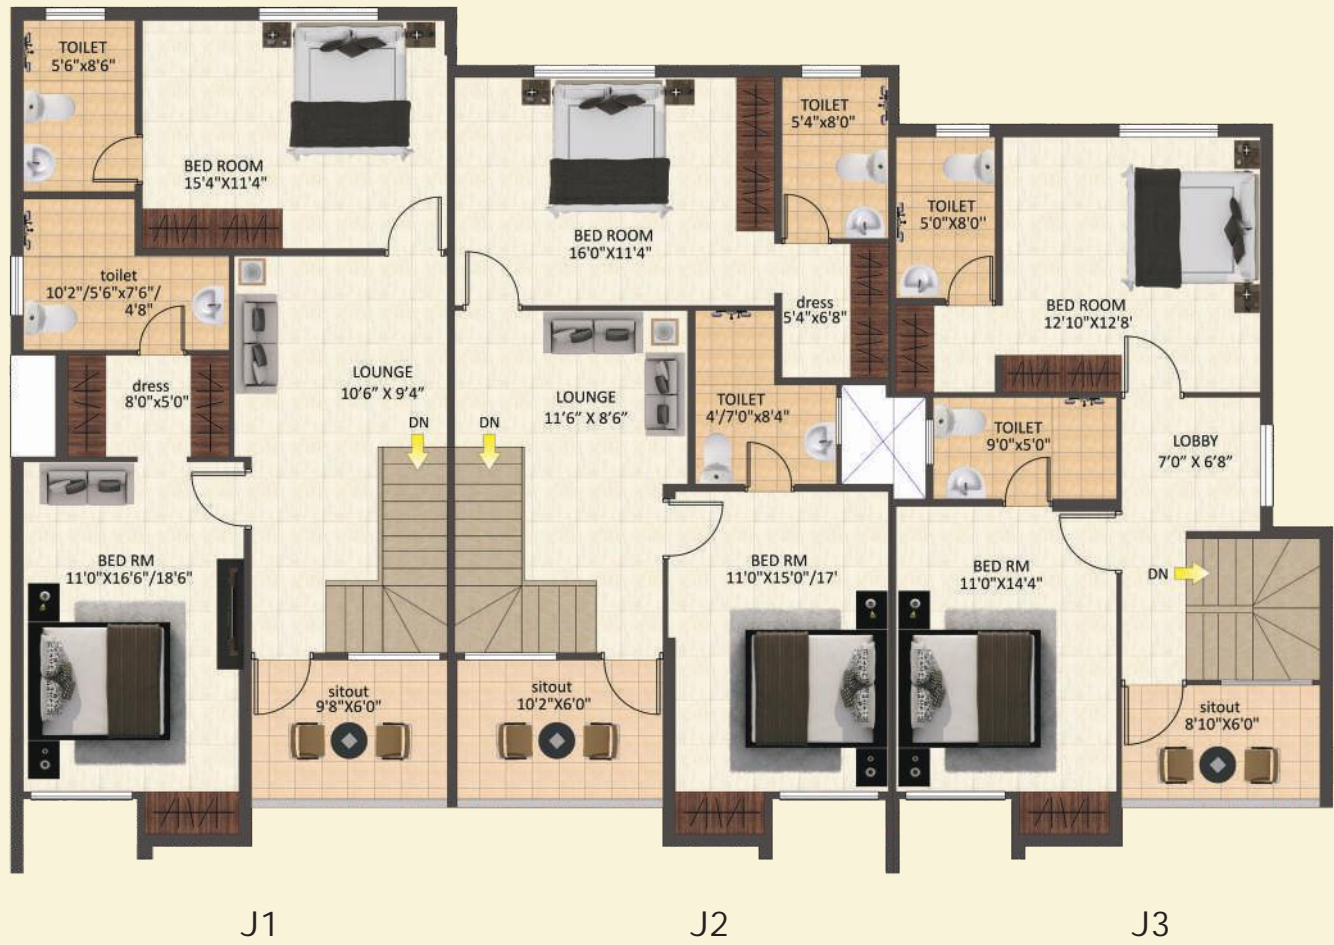 TOILET
5'6"x8'6"
BED ROOM
15'4"X11'4"
toilet
10'2"/5'6"x7'6"/
4'8"
dress
8'0"x5'0"
LOUNGE
10'6" X 9'4"
DN
BED RM
11'0"X16'6"/18'6"
sitout
9'8"X6'0"
BED ROOM
16'0"X11'4"
TOILET
5'4"x8'0"
dress
5'4"x6'8"
LOUNGE
11'6" X 8'6"
TOILET
4'/7'0"x8'4"
DN
BED RM
11'0"X15'0"/17'
sitout
10'2"X6'0"
TOILET
5'0"X8'0"
BED ROOM
12'10"X12'8'
TOILET
9'0"x5'0"
LOBBY
7'0" X 6'8"
BED RM
11'0"X14'4"
DN
sitout
8'10"X6'0"
J1
J2
J3